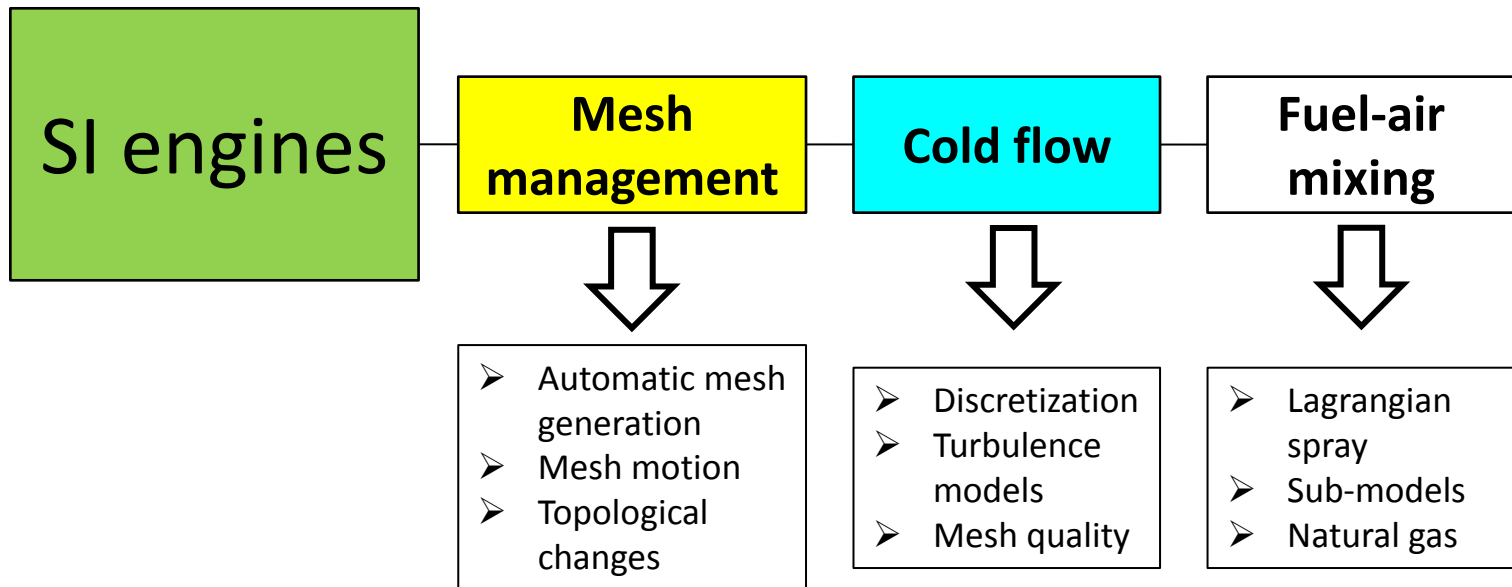 SI engines
Mesh
management
Cold flow
Fuel-air
mixing
➢ Automatic mesh
generation
➢ Mesh motion
➢ Topological
changes
➢ Discretization
➢ Turbulence
models
➢ Mesh quality
➢ Lagrangian
spray
➢ Sub-models
➢ Natural gas